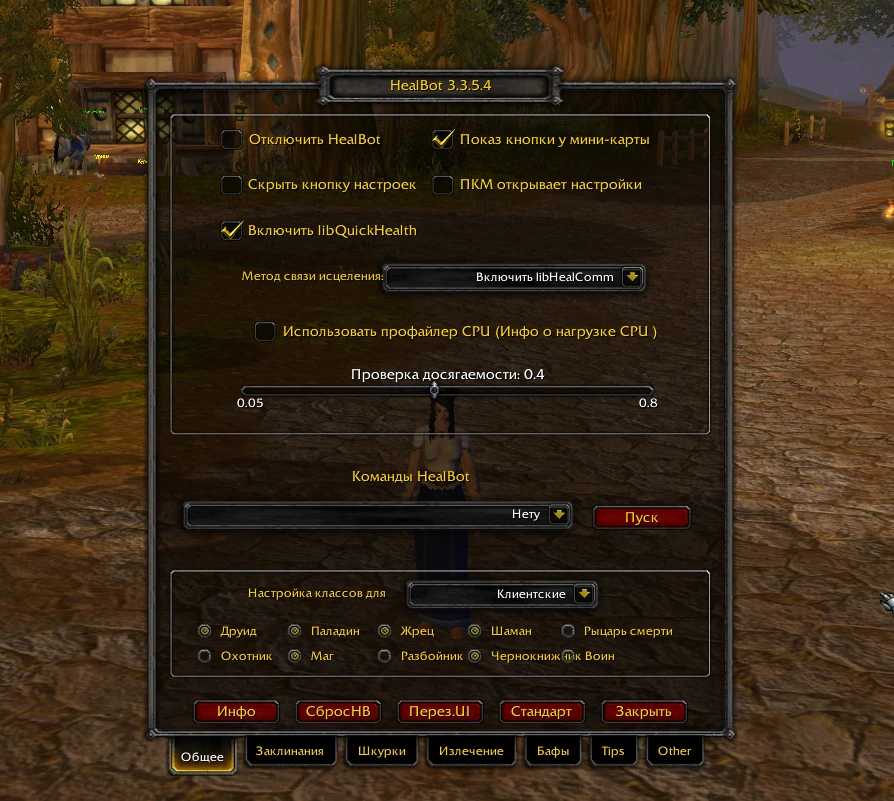 HealBot 3.3.5.4
Отключить HealBot
Показ кнопки у мини-карты
Скрыть кнопку настроек
ПКМ открывает настройки
Включить libQuickHealth
Метод связи исцеления:
Включить libHealComm
Использовать профайлер CPU (Инфо о нагрузке CPU )
Проверка досягаемости: 0.4
0.05
0.8
Команды HealBot
Нету
Пуск
Настройка классов для
Клиентские
Друид
Паладин
Жрец
Шаман
Рыцарь смерти
Охотник
Маг
Разбойник
Чернокнижник
Воин
Инфо
СбросHB
Перез.UI
Стандарт
Закрыть
Общее
Заклинания
Шкурки
Излечение
Бафы
Tips
Other